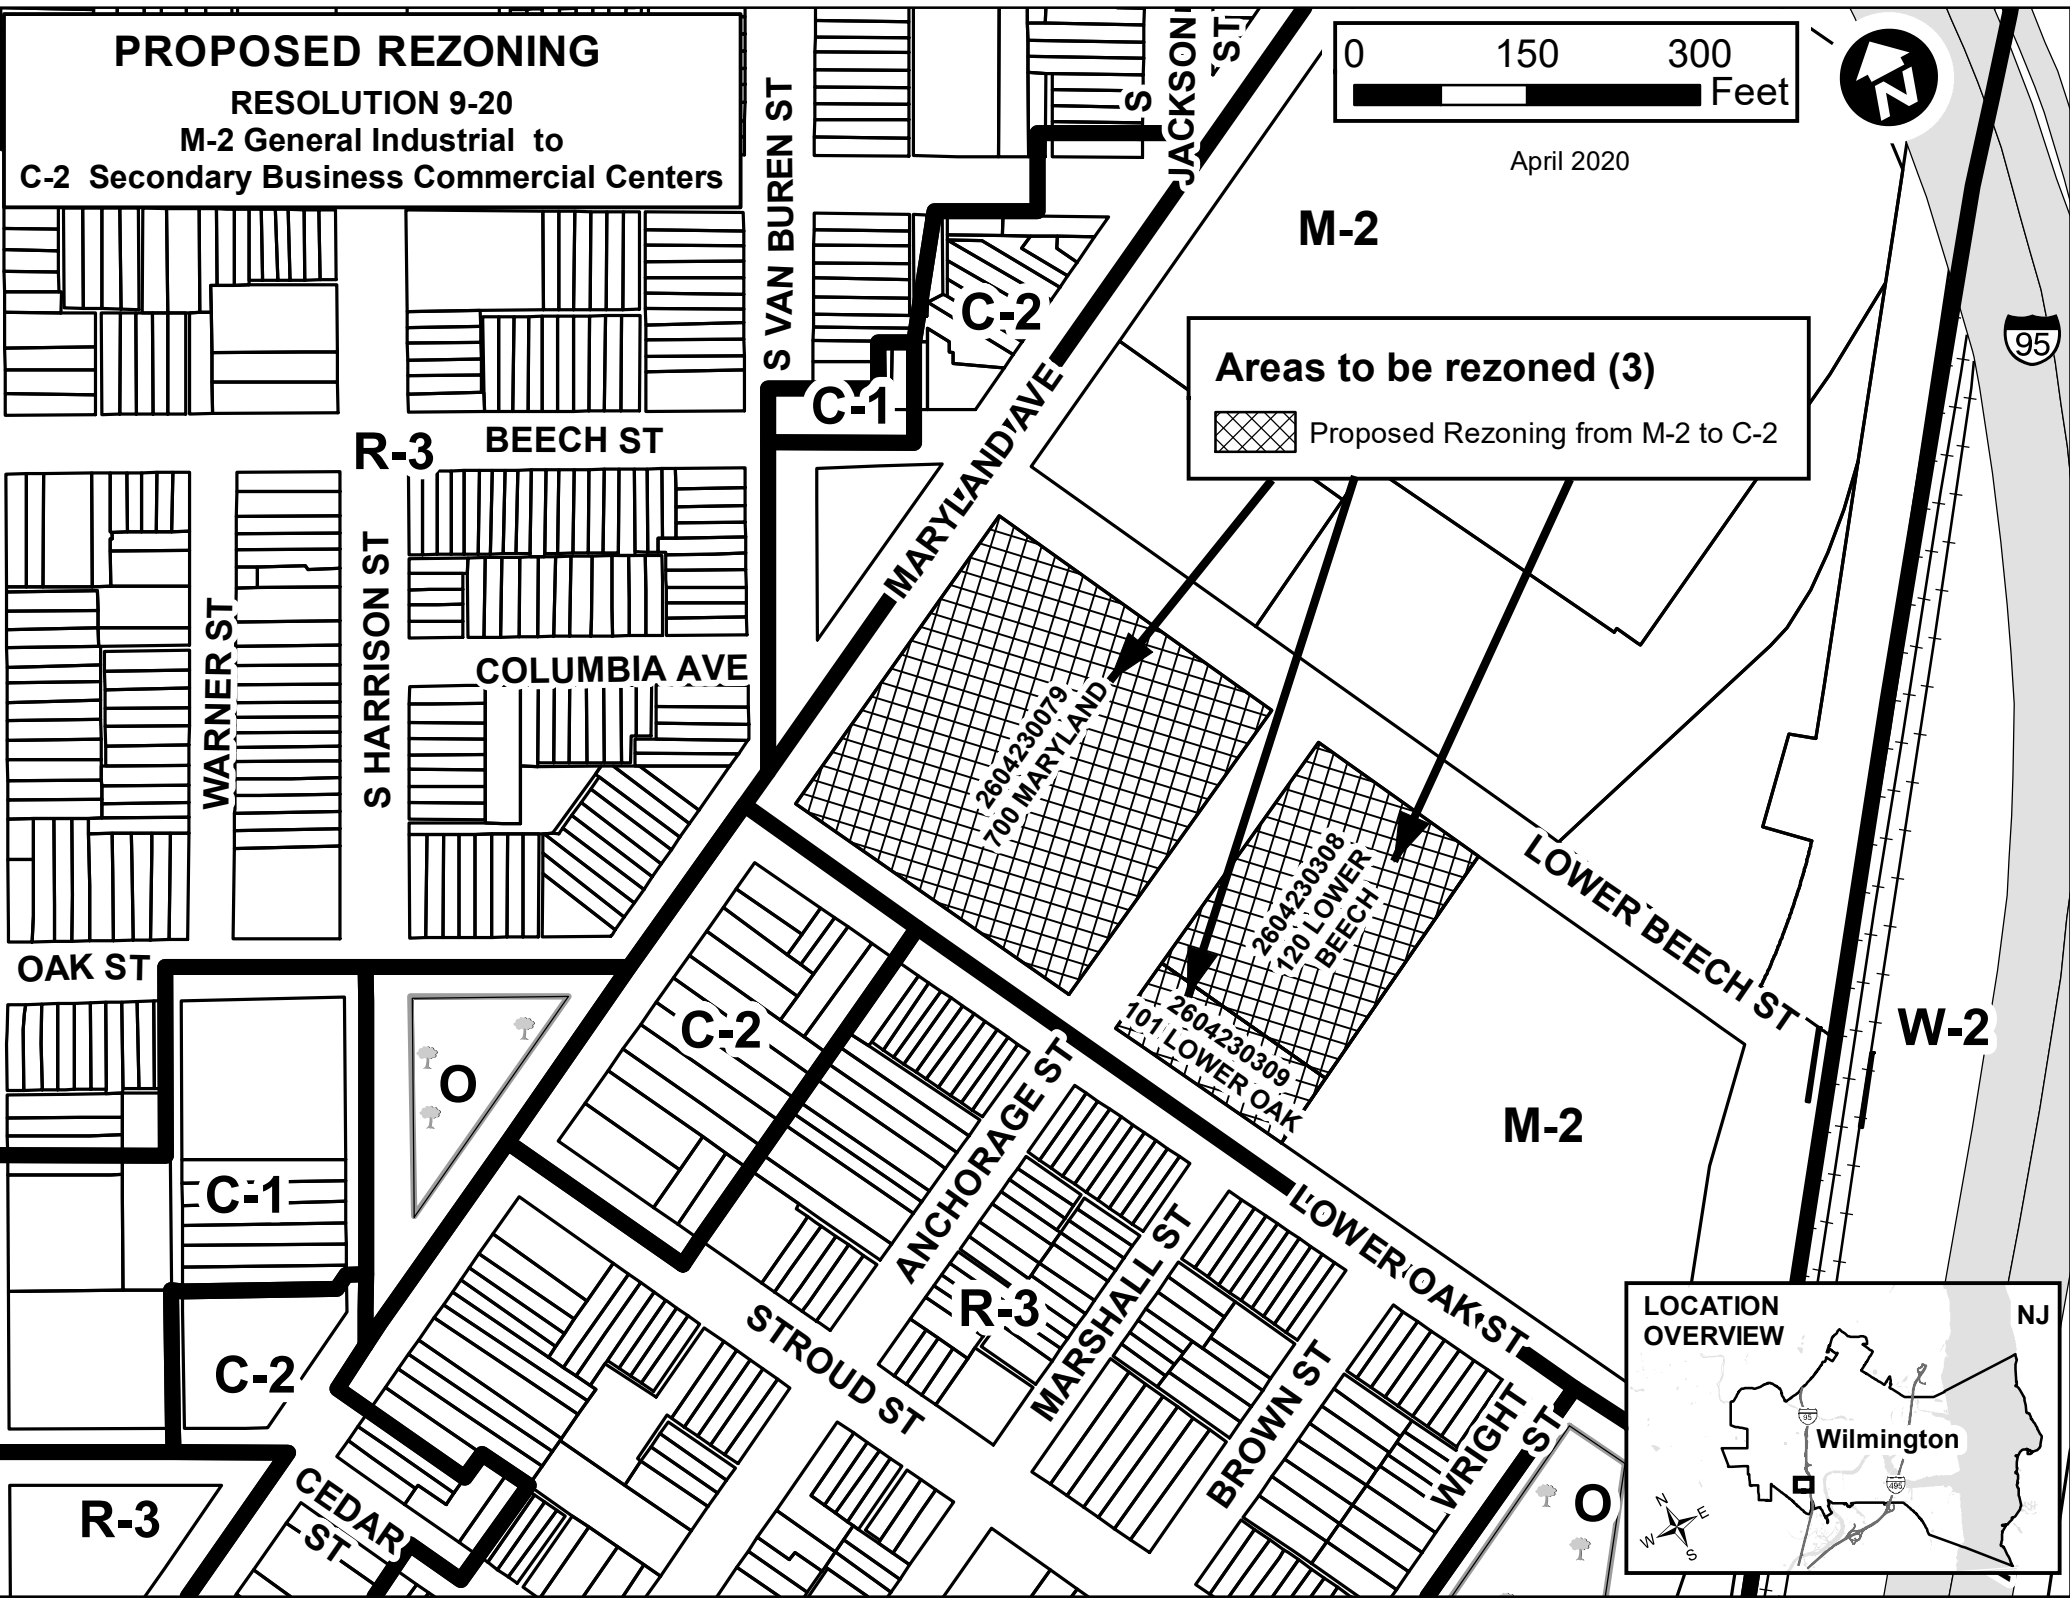 PROPOSED REZONING
RESOLUTION 9-20
M-2 General Industrial to
C-2 Secondary Business Commercial Centers
S VAN BUREN ST
S
JACKSON
ST
0 150 300
Feet
N
April 2020
M-2
C-2
95
Areas to be rezoned (3)
Proposed Rezoning from M-2 to C-2
C-1
MARYLAND AVE
R-3
BEECH ST
WARNER ST
S HARRISON ST
COLUMBIA AVE
2604230079
700 MARYLAND
2604230308
120 LOWER
BEECH
LOWER BEECH ST
OAK ST
2604230309
101 LOWER OAK
C-2
W-2
O
M-2
ANCHORAGE ST
C-1
MARSHALL ST
LOWER OAK ST
R-3
STROUD ST
C-2
BROWN ST
WRIGHT
ST
O
R-3
CEDAR
ST
LOCATION
OVERVIEW
NJ
95
Wilmington
495
N
W E
S